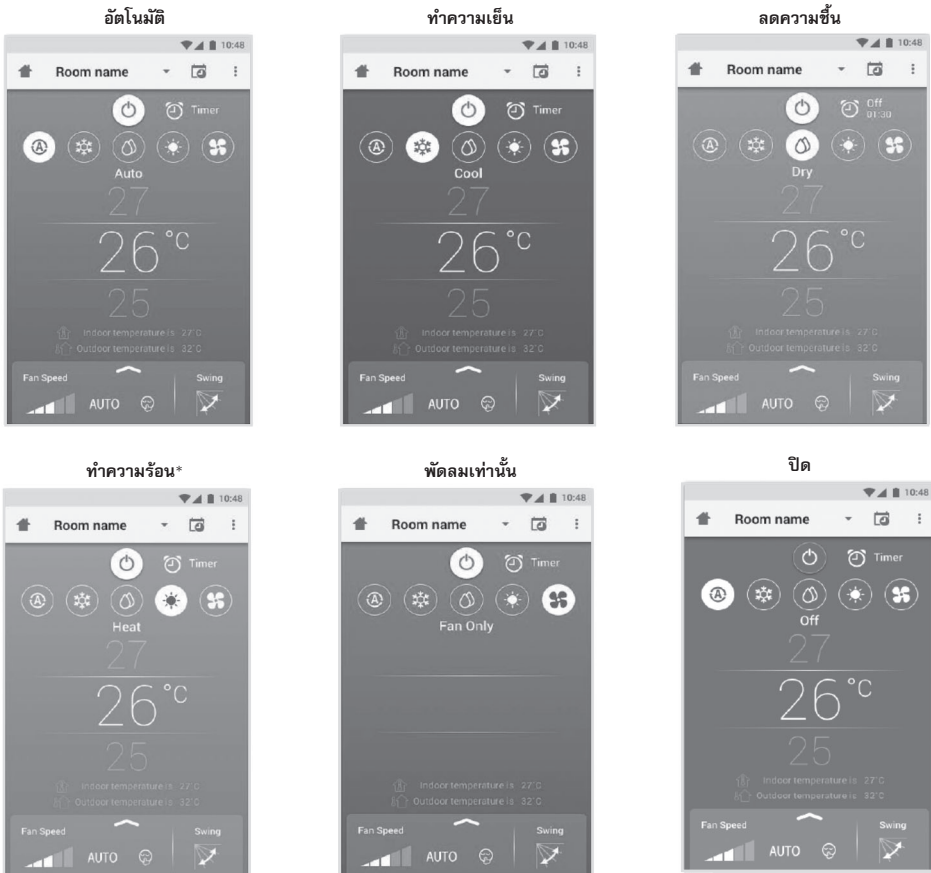 อัตโนมัติ
10:48
Room name
Timer
Auto
27
26 °C
25
Indoor temperature is 27°C
Outdoor temperature is 32°C
Fan Speed
Swing
AUTO
ทำความเย็น
10:48
Room name
Timer
Cool
27
26 °C
25
Indoor temperature is 27°C
Outdoor temperature is 32°C
Fan Speed
Swing
AUTO
ลดความชื้น
10:48
Room name
Off
01:30
Dry
27
26 °C
25
Indoor temperature is 27°C
Outdoor temperature is 32°C
Fan Speed
Swing
AUTO
ทำความร้อน*
10:48
Room name
Timer
Heat
27
26 °C
25
Indoor temperature is 27°C
Outdoor temperature is 32°C
Fan Speed
Swing
AUTO
พัดลมเท่านั้น
10:48
Room name
Timer
Fan Only
Indoor temperature is 27°C
Outdoor temperature is 32°C
Fan Speed
Swing
AUTO
ปิด
10:48
Room name
Timer
Off
27
26 °C
25
Indoor temperature is 27°C
Outdoor temperature is 32°C
Fan Speed
Swing
AUTO